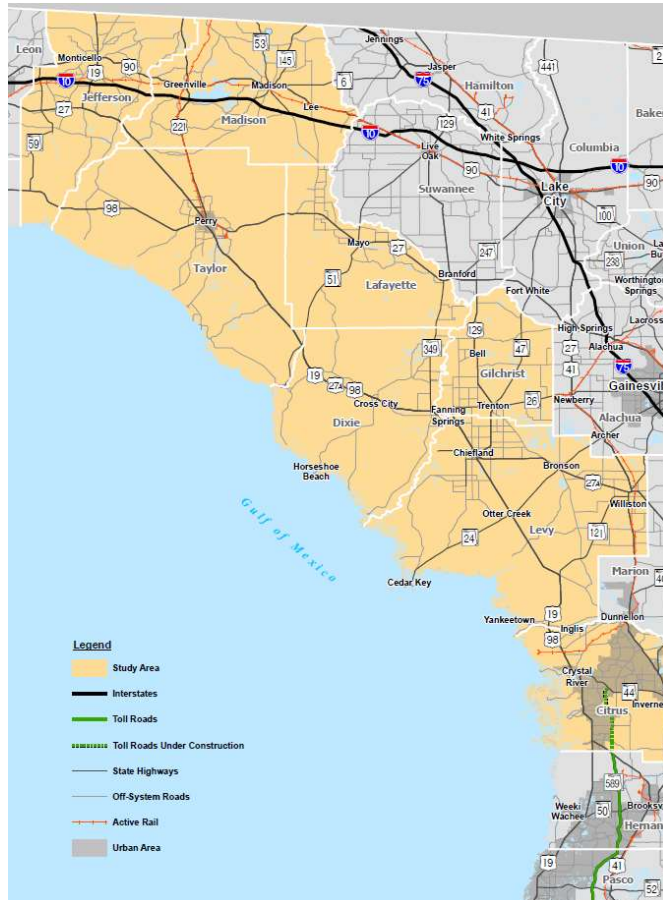 Leon
Monticello
19
90
53
145
Jennings
Jasper
6
75
Hamilton
441
2
10
Jefferson
27
Greenville
Madison
Lee
41
Baker
59
221
Madison
10
129
White Springs
Columbia
Live
Oak
90
Suwannee
Lake
City
10
90
98
Perry
Mayo
27
247
100
Union
238
Taylor
51
Lafayette
Branford
Fort White
Worthington
Springs
129
High Springs
Lacross
349
Bell
47
27
Alachua
41
75
19
27A
98
Gilchrist
Gainesvil
Cross City
Fanning
Springs
Trenton
26
Newberry
Alachua
Dixie
Archer
Chiefland
Horseshoe
Beach
Bronson
27A
Williston
Otter Creek
Levy
121
24
Gulf of Mexico
Cedar Key
Marion
40
19
Dunnellon
Yankeetown
Inglis
98
Crystal
River
44
Inverne
Citrus
589
Weeki
Wachee
50
Brooksv
Hernan
19
41
Pasco
52
Legend
Study Area
Interstates
Toll Roads
Toll Roads Under Construction
State Highways
Off-System Roads
Active Rail
Urban Area